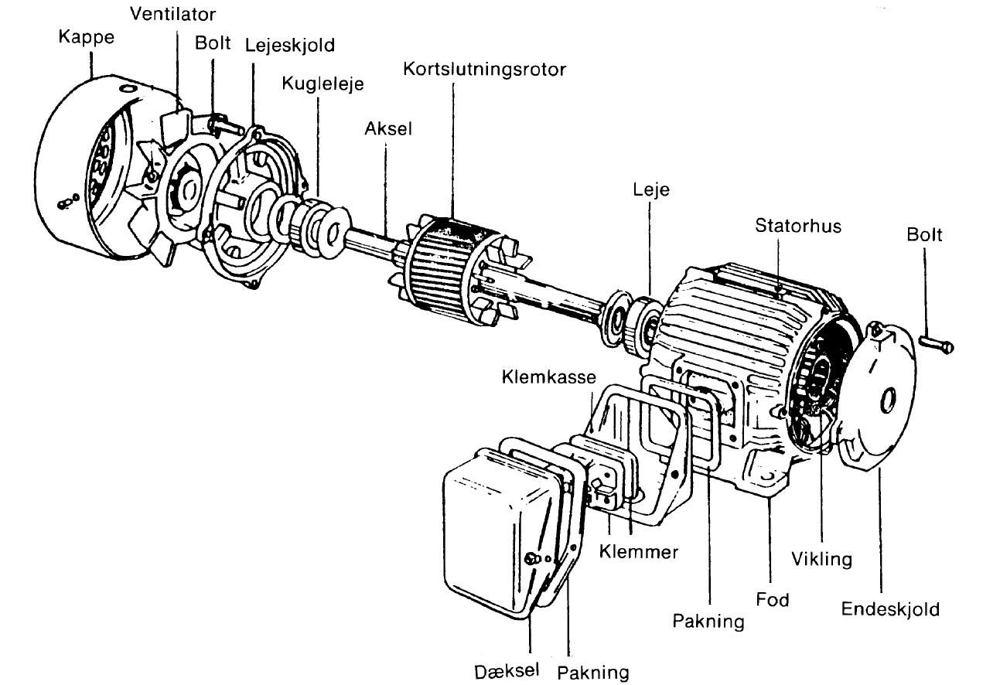 Ventilator
Kappe
Bolt
Lejeskjold
Kugleleje
Kortslutningsrotor
Aksel
Leje
Statorhus
Bolt
Klemkasse
Klemmer
Vikling
Fod
Endeskjold
Pakning
Dæksel
Pakning